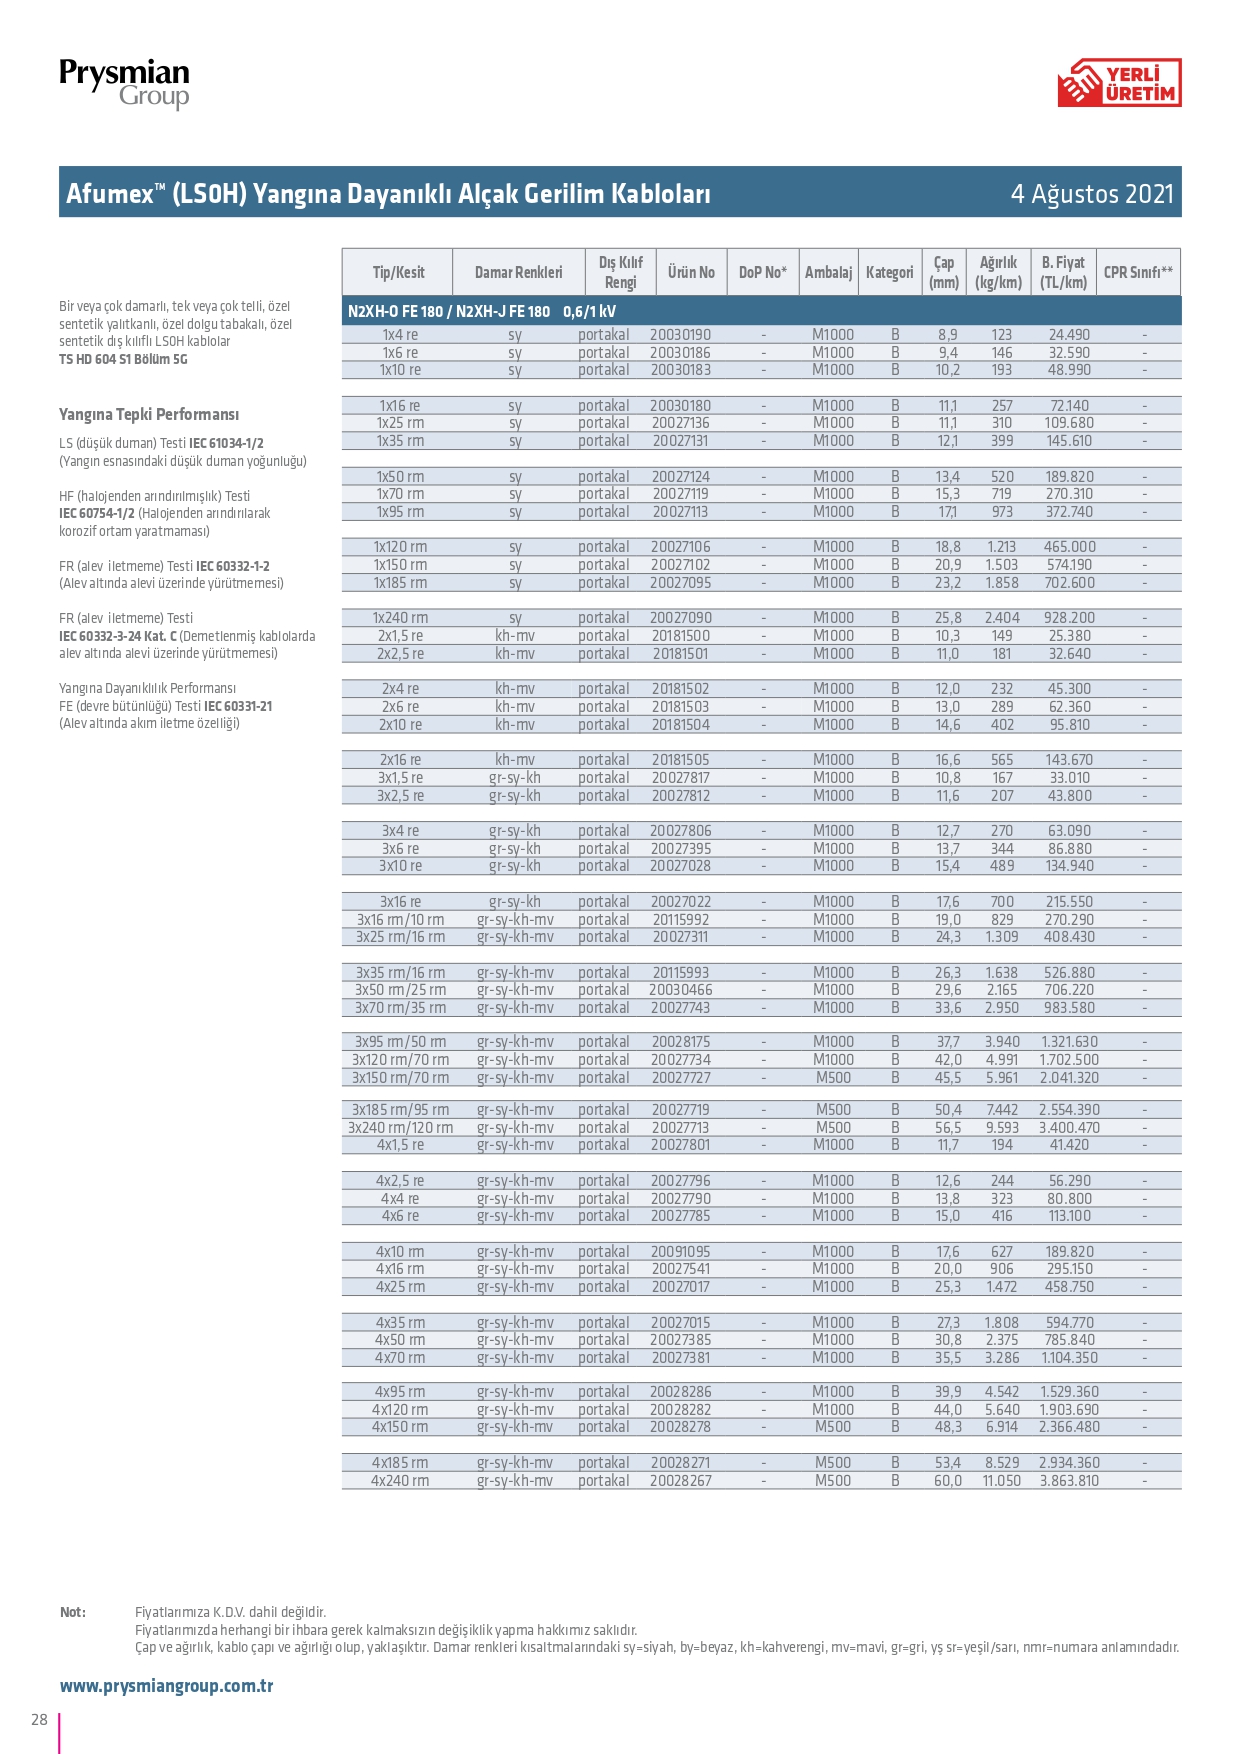 Prysmian
Group
YERLİ
ÜRETİM
Afumex™ (LS0H) Yangına Dayanıklı Alçak Gerilim Kabloları 4 Ağustos 2021
Bir veya çok damarlı, tek veya çok telli, özel
sentetik yalıtkanlı, özel dolgu tabakalı, özel
sentetik dış kılıflı LS0H kablolar
TS HD 604 S1 Bölüm 5G
Yangına Tepki Performansı
LS (düşük duman) Testi IEC 61034-1/2
(Yangın esnasındaki düşük duman yoğunluğu)
HF (halojenden arındırılmışlık) Testi
IEC 60754-1/2 (Halojenden arındırılarak
korozif ortam yaratmaması)
FR (alev iletmeme) Testi IEC 60332-1-2
(Alev altında alevi üzerinde yürütmemesi)
FR (alev iletmeme) Testi
IEC 60332-3-24 Kat. C (Demetlenmiş kablolarda
alev altında alevi üzerinde yürütmemesi)
Yangına Dayanıklılık Performansı
FE (devre bütünlüğü) Testi IEC 60331-21
(Alev altında akım iletme özelliği)
Tip/Kesit Damar Renkleri Dış Kılıf Rengi Ürün No DoP No* Ambalaj Kategori Çap (mm) Ağırlık (kg/km) B. Fiyat (TL/km) CPR Sınıfı**
N2XH-O FE 180 / N2XH-J FE 180 0,6/1 kV
1x4 re sy portakal 20030190 - M1000 B 8,9 123 24.490 -
1x6 re sy portakal 20030186 - M1000 B 9,4 146 32.590 -
1x10 re sy portakal 20030183 - M1000 B 10,2 193 48.990 -
1x16 re sy portakal 20030180 - M1000 B 11,1 257 72.140 -
1x25 rm sy portakal 20027136 - M1000 B 11,1 310 109.680 -
1x35 rm sy portakal 20027131 - M1000 B 12,1 399 145.610 -
1x50 rm sy portakal 20027124 - M1000 B 13,4 520 189.820 -
1x70 rm sy portakal 20027119 - M1000 B 15,3 719 270.310 -
1x95 rm sy portakal 20027113 - M1000 B 17,1 973 372.740 -
1x120 rm sy portakal 20027106 - M1000 B 18,8 1.213 465.000 -
1x150 rm sy portakal 20027102 - M1000 B 20,9 1.503 574.190 -
1x185 rm sy portakal 20027095 - M1000 B 23,2 1.858 702.600 -
1x240 rm sy portakal 20027090 - M1000 B 25,8 2.404 928.200 -
2x1,5 re kh-mv portakal 20181500 - M1000 B 10,3 149 25.380 -
2x2,5 re kh-mv portakal 20181501 - M1000 B 11,0 181 32.640 -
2x4 re kh-mv portakal 20181502 - M1000 B 12,0 232 45.300 -
2x6 re kh-mv portakal 20181503 - M1000 B 13,0 289 62.360 -
2x10 re kh-mv portakal 20181504 - M1000 B 14,6 402 95.810 -
2x16 re kh-mv portakal 20181505 - M1000 B 16,6 565 143.670 -
3x1,5 re gr-sy-kh portakal 20027817 - M1000 B 10,8 167 33.010 -
3x2,5 re gr-sy-kh portakal 20027812 - M1000 B 11,6 207 43.800 -
3x4 re gr-sy-kh portakal 20027806 - M1000 B 12,7 270 63.090 -
3x6 re gr-sy-kh portakal 20027395 - M1000 B 13,7 344 86.880 -
3x10 re gr-sy-kh portakal 20027028 - M1000 B 15,4 489 134.940 -
3x16 re gr-sy-kh portakal 20027022 - M1000 B 17,6 700 215.550 -
3x16 rm/10 rm gr-sy-kh-mv portakal 20115992 - M1000 B 19,0 829 270.290 -
3x25 rm/16 rm gr-sy-kh-mv portakal 20027311 - M1000 B 24,3 1.309 408.430 -
3x35 rm/16 rm gr-sy-kh-mv portakal 20115993 - M1000 B 26,3 1.638 526.880 -
3x50 rm/25 rm gr-sy-kh-mv portakal 20030466 - M1000 B 29,6 2.165 706.220 -
3x70 rm/35 rm gr-sy-kh-mv portakal 20027743 - M1000 B 33,6 2.950 983.580 -
3x95 rm/50 rm gr-sy-kh-mv portakal 20028175 - M1000 B 37,7 3.940 1.321.630 -
3x120 rm/70 rm gr-sy-kh-mv portakal 20027734 - M1000 B 42,0 4.991 1.702.500 -
3x150 rm/70 rm gr-sy-kh-mv portakal 20027727 - M500 B 45,5 5.961 2.041.320 -
3x185 rm/95 rm gr-sy-kh-mv portakal 20027719 - M500 B 50,4 7.442 2.554.390 -
3x240 rm/120 rm gr-sy-kh-mv portakal 20027713 - M500 B 56,5 9.593 3.400.470 -
4x1,5 re gr-sy-kh-mv portakal 20027801 - M1000 B 11,7 194 41.420 -
4x2,5 re gr-sy-kh-mv portakal 20027796 - M1000 B 12,6 244 56.290 -
4x4 re gr-sy-kh-mv portakal 20027790 - M1000 B 13,8 323 80.800 -
4x6 re gr-sy-kh-mv portakal 20027785 - M1000 B 15,0 416 113.100 -
4x10 rm gr-sy-kh-mv portakal 20091095 - M1000 B 17,6 627 189.820 -
4x16 rm gr-sy-kh-mv portakal 20027541 - M1000 B 20,0 906 295.150 -
4x25 rm gr-sy-kh-mv portakal 20027017 - M1000 B 25,3 1.472 458.750 -
4x35 rm gr-sy-kh-mv portakal 20027015 - M1000 B 27,3 1.808 594.770 -
4x50 rm gr-sy-kh-mv portakal 20027385 - M1000 B 30,8 2.375 785.840 -
4x70 rm gr-sy-kh-mv portakal 20027381 - M1000 B 35,5 3.286 1.104.350 -
4x95 rm gr-sy-kh-mv portakal 20028286 - M1000 B 39,9 4.542 1.529.360 -
4x120 rm gr-sy-kh-mv portakal 20028282 - M1000 B 44,0 5.640 1.903.690 -
4x150 rm gr-sy-kh-mv portakal 20028278 - M500 B 48,3 6.914 2.366.480 -
4x185 rm gr-sy-kh-mv portakal 20028271 - M500 B 53,4 8.529 2.934.360 -
4x240 rm gr-sy-kh-mv portakal 20028267 - M500 B 60,0 11.050 3.863.810 -
Not: Fiyatlarımıza K.D.V. dahil değildir.
Fiyatlarımızda herhangi bir ihbara gerek kalmaksızın değişiklik yapma hakkımız saklıdır.
Çap ve ağırlık, kablo çapı ve ağırlığı olup, yaklaşıktır. Damar renkleri kısaltmalarındaki sy=siyah, by=beyaz, kh=kahverengi, mv=mavi, gr=gri, yş sr=yeşil/sarı, nmr=numara anlamındadır.
www.prysmiangroup.com.tr
28